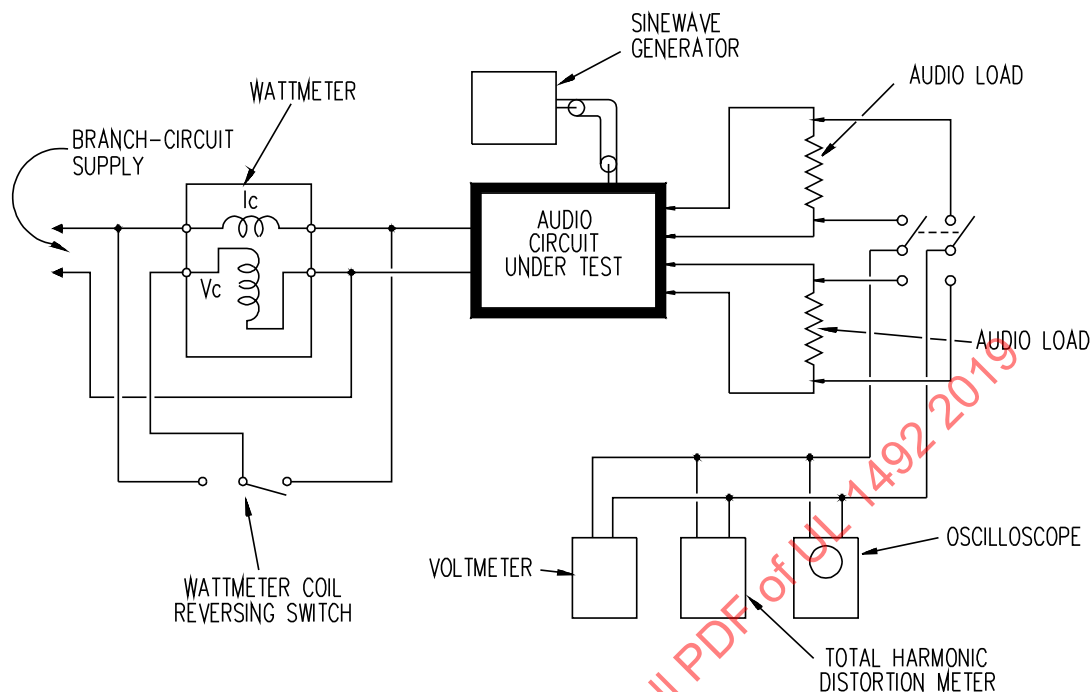 SINEWAVE
GENERATOR
AUDIO LOAD
WATTMETER
BRANCH-CIRCUIT
SUPPLY
Ic
Vc
AUDIO
CIRCUIT
UNDER TEST
AUDIO LOAD
VOLTMETER
OSCILLOSCOPE
WATTMETER COIL
REVERSING SWITCH
TOTAL HARMONIC
DISTORTION METER
PDF of UL 1492 2019